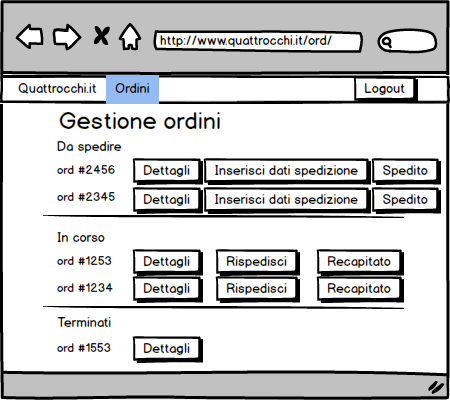 http://www.quattrocchi.it/ord/
Quattrocchi.it Ordini Logout
Gestione ordini
Da spedire
ord #2456 Dettagli Inserisci dati spedizione Spedito
ord #2345 Dettagli Inserisci dati spedizione Spedito
In corso
ord #1253 Dettagli Rispedisci Recapitato
ord #1234 Dettagli Rispedisci Recapitato
Terminati
ord #1553 Dettagli